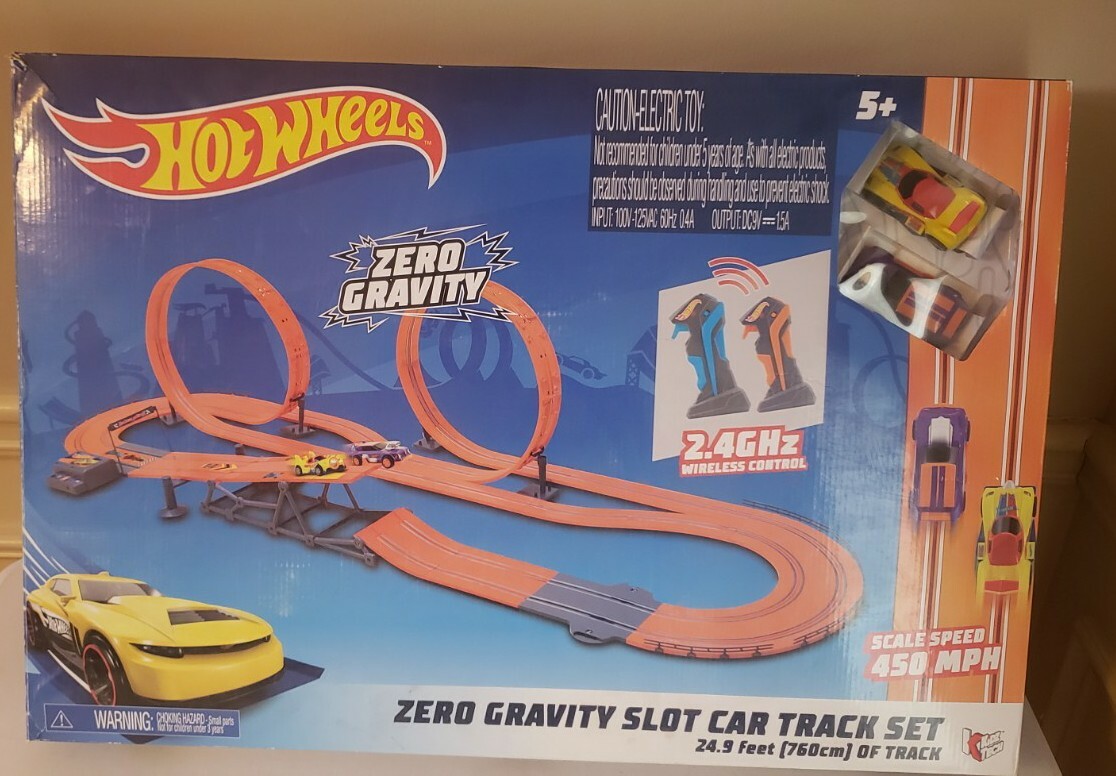 HOT WHEELS
CAUTION-ELECTRIC TOY:
Not recommended for children under 5 years of age. As with all electric products,
precautions should be observed during handling and use to prevent electric shock.
INPUT: 100V-125VAC 60Hz 0.4A OUTPUT: DC9V⎓1.5A
5+
ZERO
GRAVITY
2.4GHz
WIRELESS CONTROL
SCALE SPEED
450 MPH
WARNING: CHOKING HAZARD - Small parts
Not for children under 3 years
ZERO GRAVITY SLOT CAR TRACK SET
24.9 feet [760cm] OF TRACK